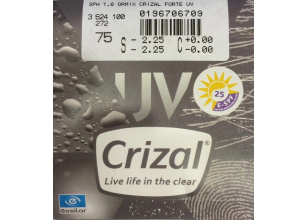 SPH 1.6 ORMIX CRIZAL FORTE UV
3 524 100
0196706709
272
75 S - 2.25 C +0.00
- 2.25 C -0.00
UV
25
E-SPF
Crizal®
Live life in the clear
essilor